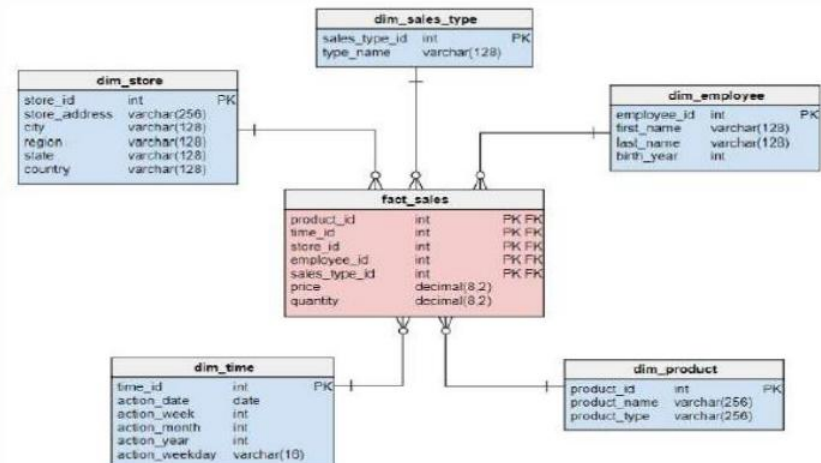 dim_sales_type
sales_type_id int PK
type_name varchar(128)
dim_store
store_id int PK
store_address varchar(256)
city varchar(128)
region varchar(128)
state varchar(128)
country varchar(128)
dim_employee
employee_id int PK
first_name varchar(128)
last_name varchar(128)
birth_year int
fact_sales
product_id int PK FK
time_id int PK FK
store_id int PK FK
employee_id int PK FK
sales_type_id int PK FK
price decimal(8,2)
quantity decimal(8,2)
dim_time
time_id int PK
action_date date
action_week int
action_month int
action_year int
action_weekday varchar(16)
dim_product
product_id int PK
product_name varchar(256)
product_type varchar(256)